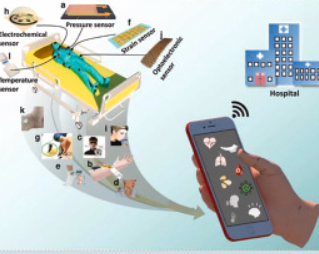 h
a
Pressure sensor
f
Strain sensor
Electrochemical
sensor
j
Optoelectronic
sensor
Temperature
sensor
Hospital
k
g
c
i
e
b
d